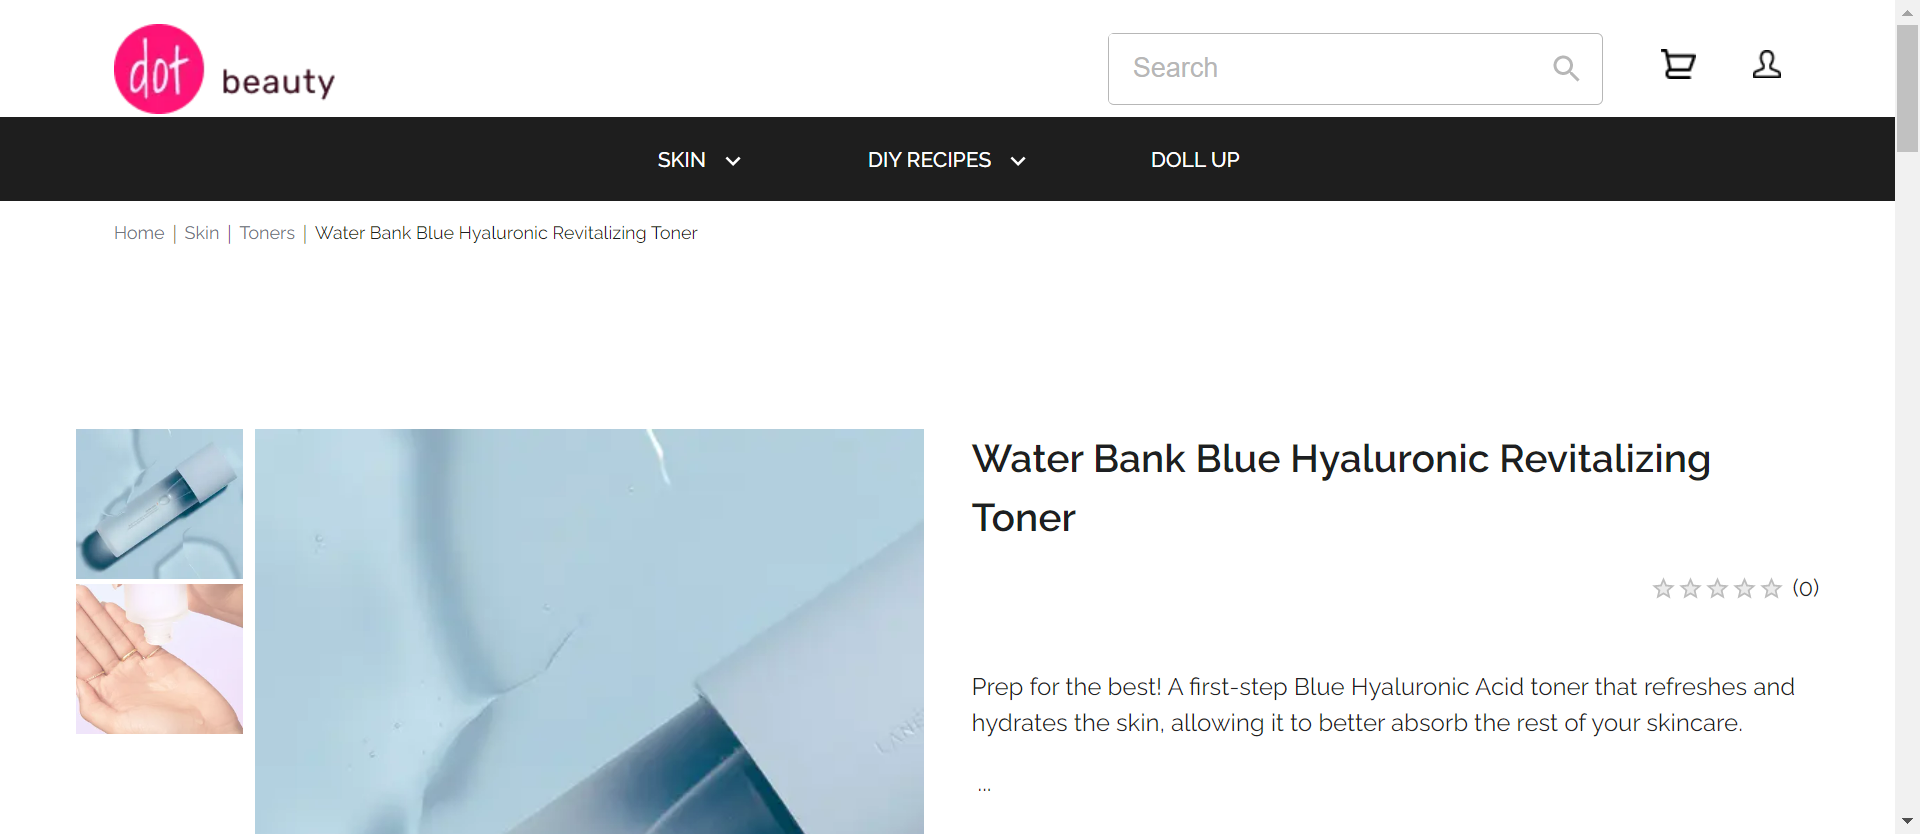 dot beauty
Search
SKIN
DIY RECIPES
DOLL UP
Home | Skin | Toners | Water Bank Blue Hyaluronic Revitalizing Toner
Water Bank Blue Hyaluronic Revitalizing
Toner
(0)
Prep for the best! A first-step Blue Hyaluronic Acid toner that refreshes and
hydrates the skin, allowing it to better absorb the rest of your skincare.
...